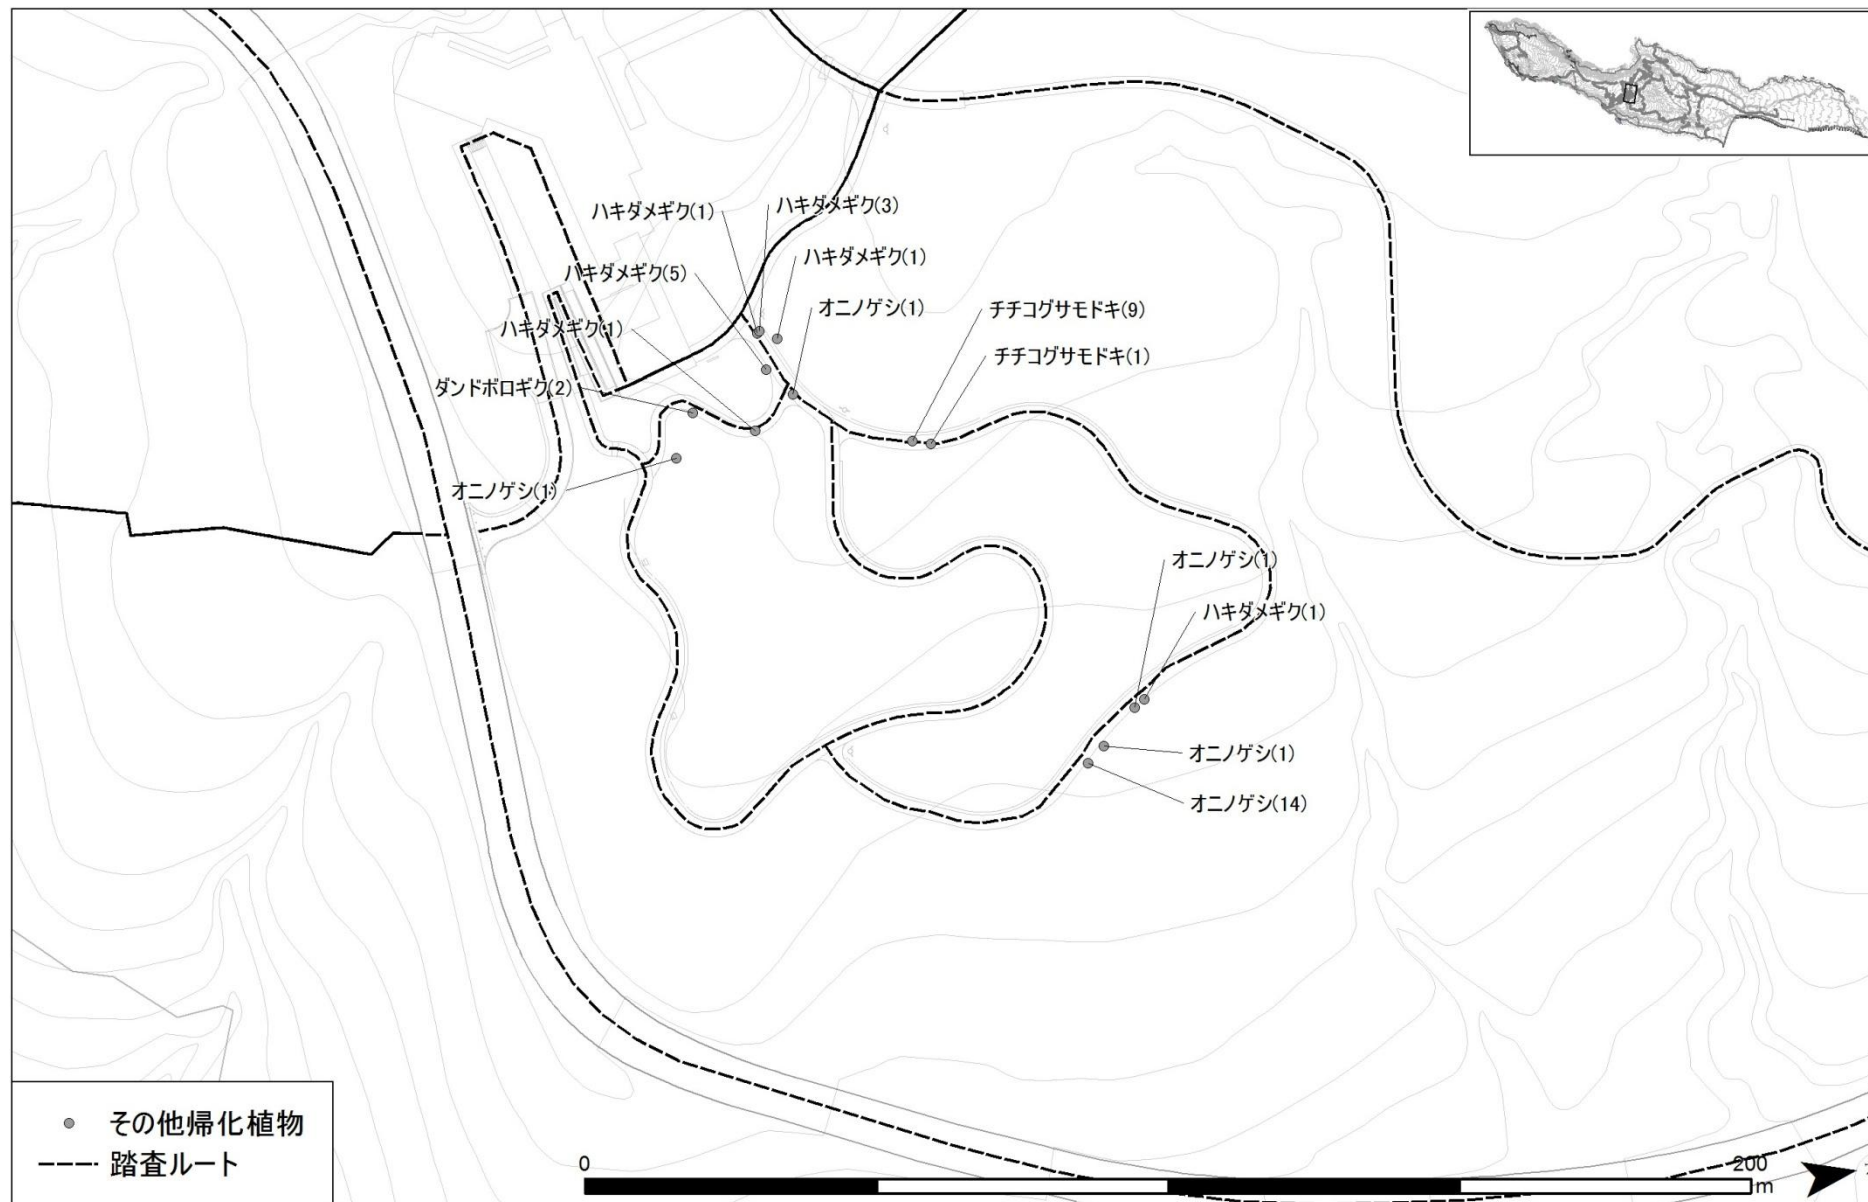 ハキダメギク(1)
ハキダメギク(3)
ハキダメギク(1)
ハキダメギク(5)
オニノゲシ(1)
チチコグサモドキ(9)
ハキダメギク(1)
チチコグサモドキ(1)
ダンドボロギク(2)
オニノゲシ(1)
オニノゲシ(1)
ハキダメギク(1)
オニノゲシ(1)
オニノゲシ(14)
その他帰化植物
踏査ルート
0
200
m